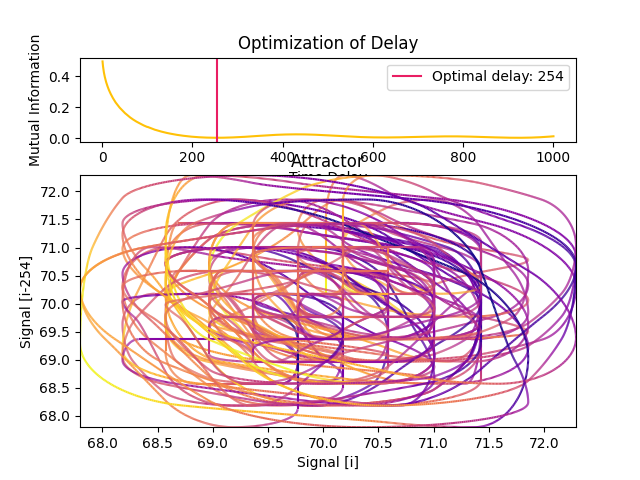 Optimization of Delay
Mutual Information
0.4
0.2
0.0
Optimal delay: 254
0 200 400 600 800 1000
Time Delay
Attractor
Signal [i-254]
72.0
71.5
71.0
70.5
70.0
69.5
69.0
68.5
68.0
68.0 68.5 69.0 69.5 70.0 70.5 71.0 71.5 72.0
Signal [i]